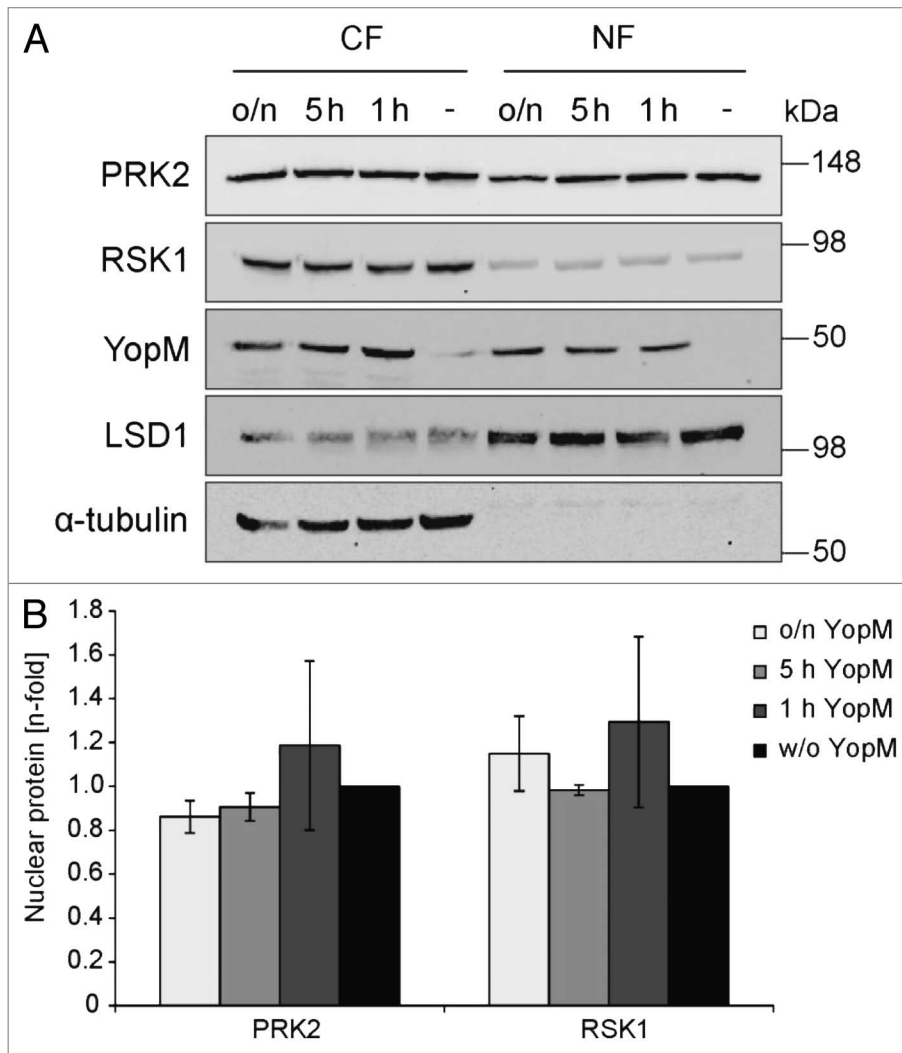 A
CF NF
o/n 5 h 1 h - o/n 5 h 1 h - kDa
PRK2 148
RSK1 98
YopM 50
LSD1 98
α-tubulin 50
B
Nuclear protein [n-fold]
1.8
1.6
1.4
1.2
1.0
0.8
0.6
0.4
0.2
0
o/n YopM
5 h YopM
1 h YopM
w/o YopM
PRK2 RSK1